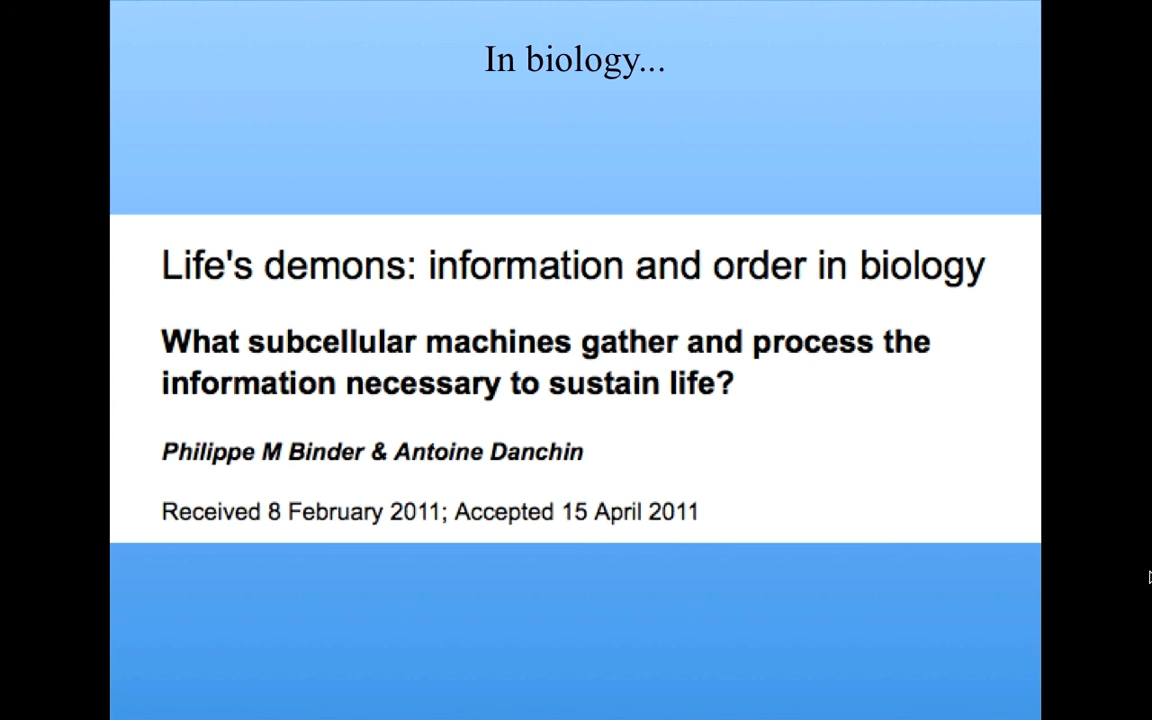 In biology...
Life's demons: information and order in biology
What subcellular machines gather and process the
information necessary to sustain life?
Philippe M Binder & Antoine Danchin
Received 8 February 2011; Accepted 15 April 2011